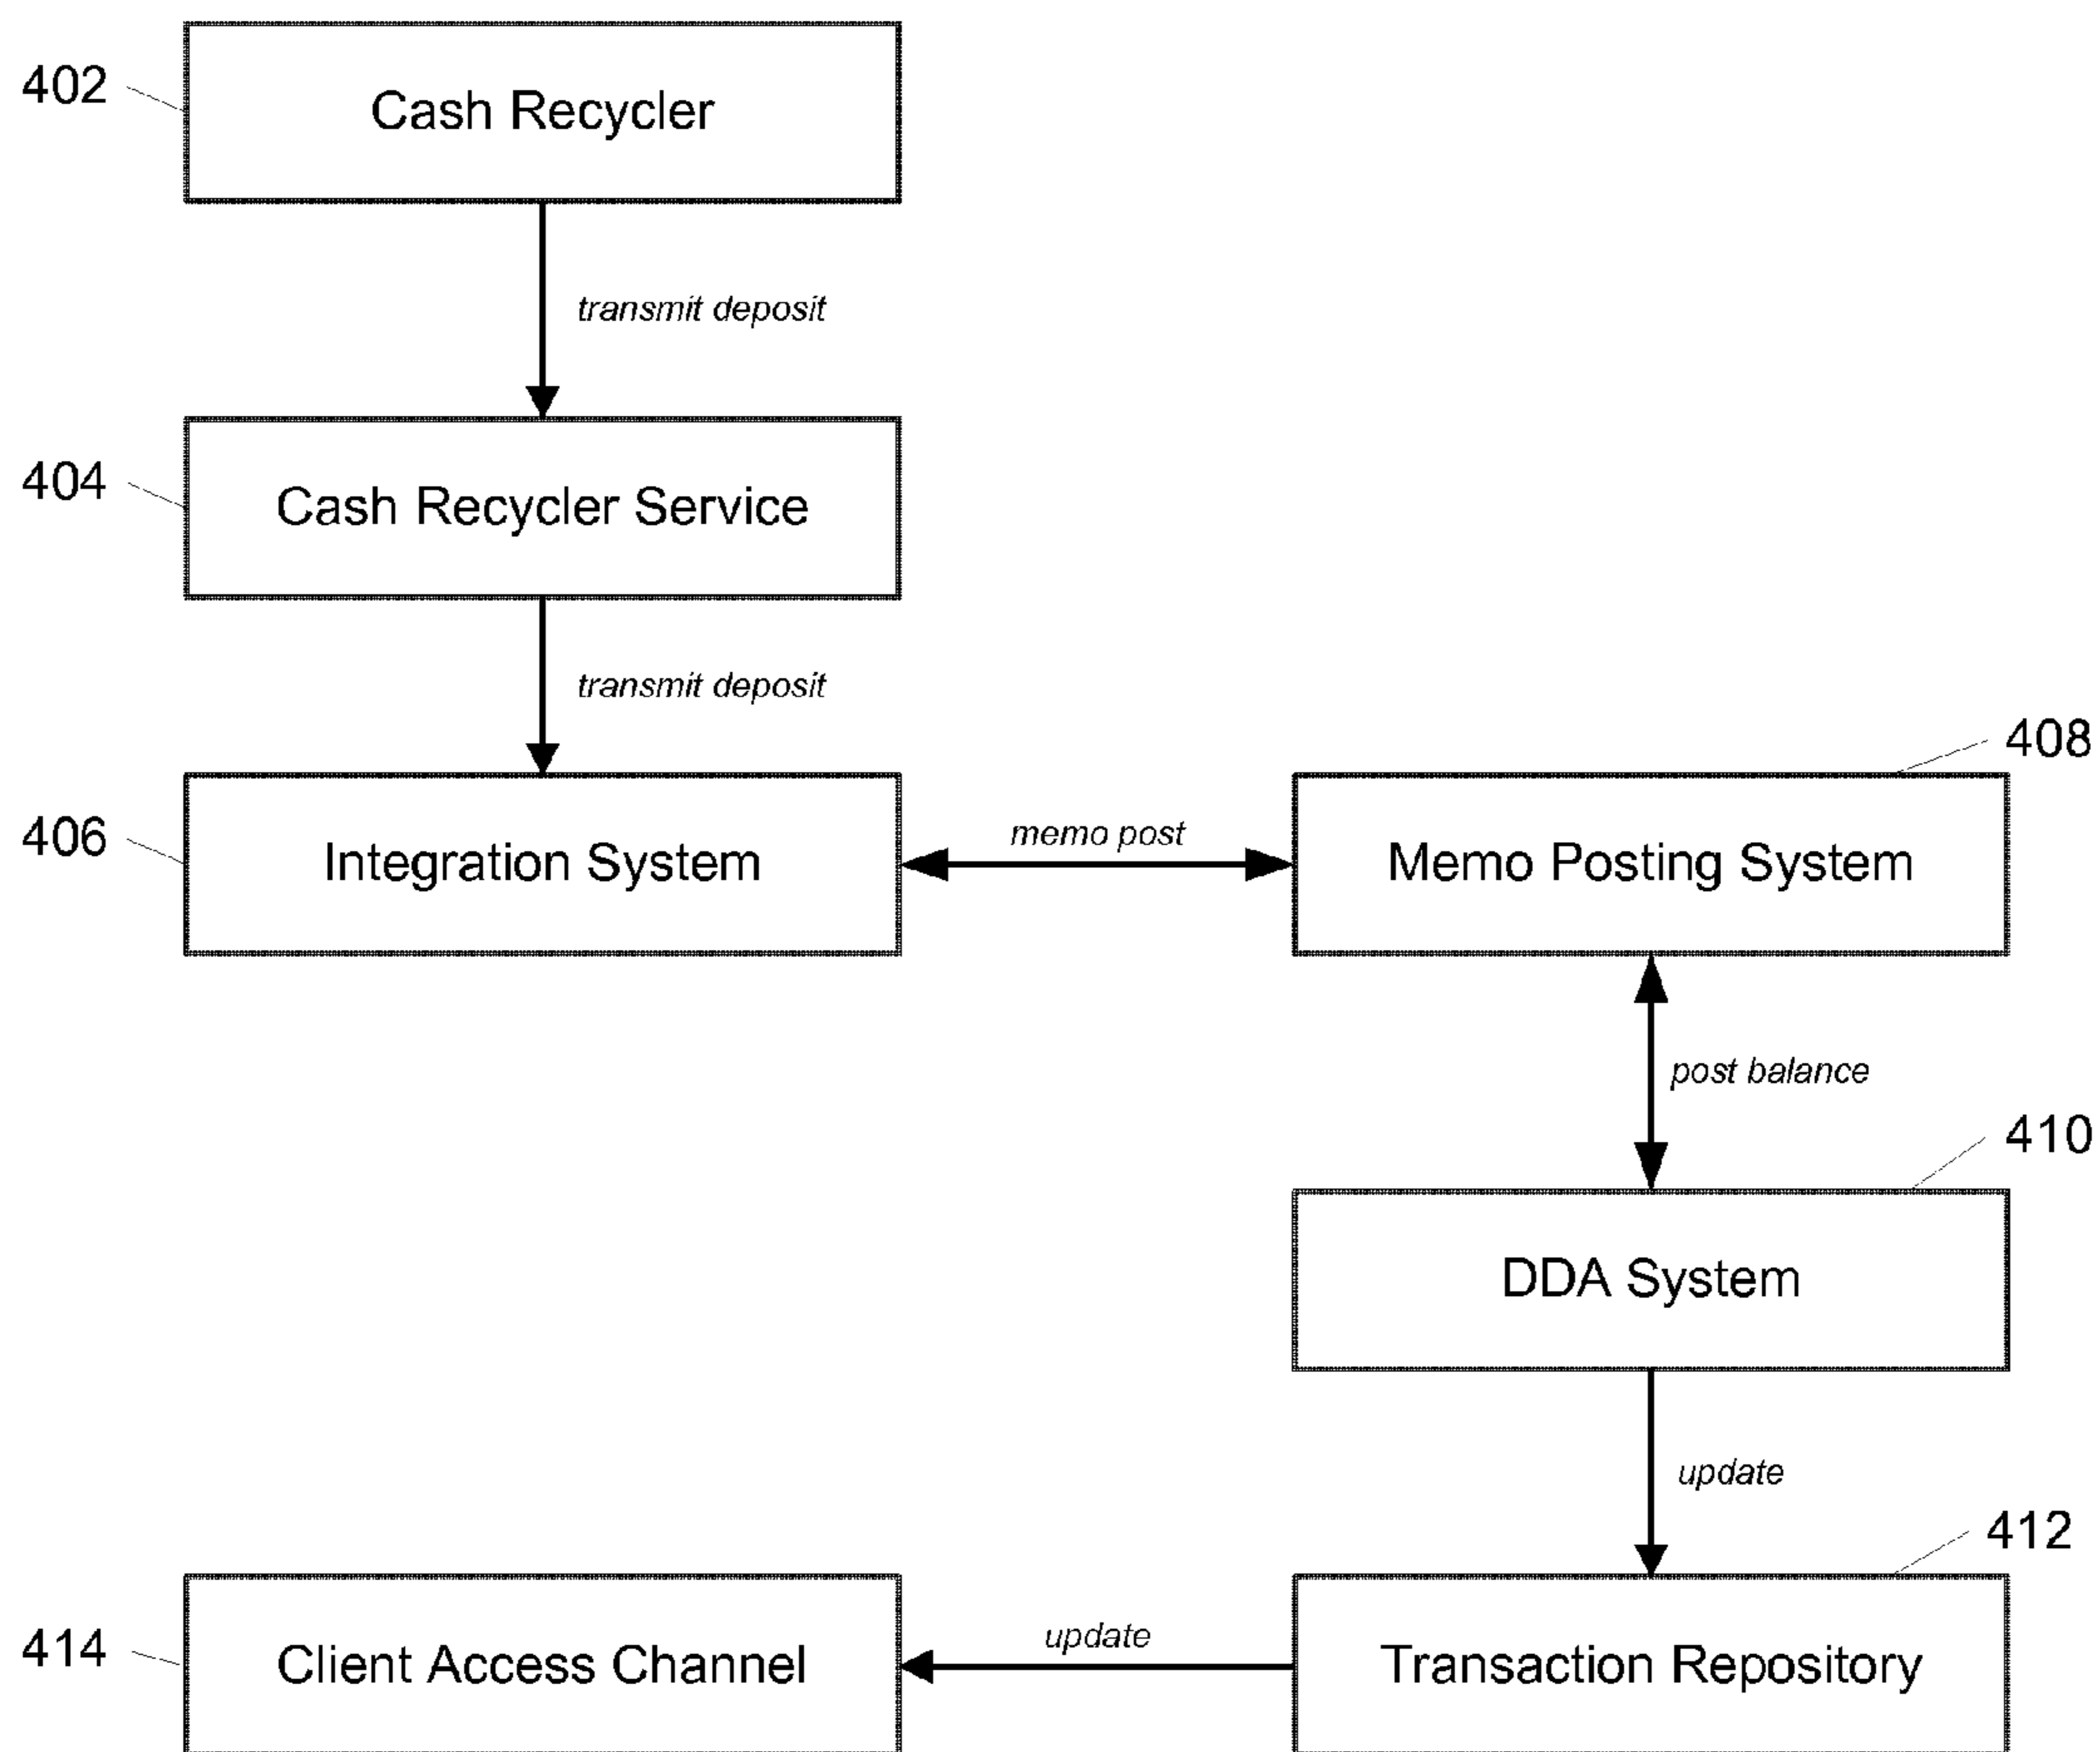 402
Cash Recycler
transmit deposit
404
Cash Recycler Service
transmit deposit
406
Integration System
memo post
408
Memo Posting System
post balance
410
DDA System
update
412
Transaction Repository
update
414
Client Access Channel